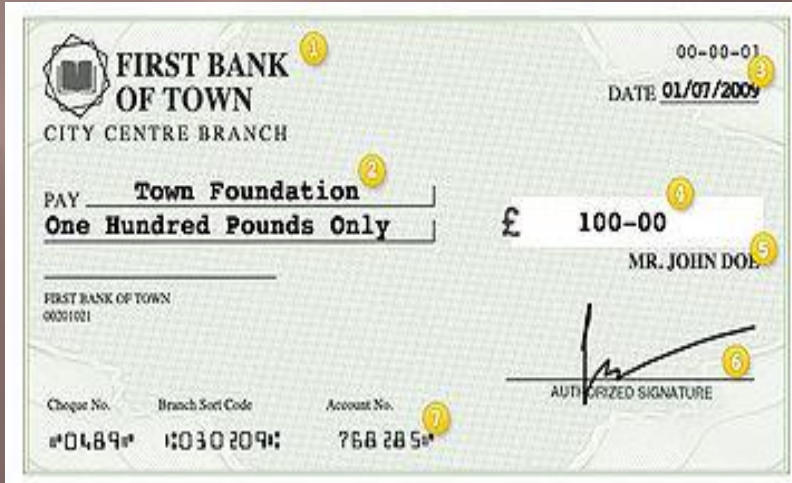 FIRST BANK
OF TOWN
CITY CENTRE BRANCH
1
00-00-01
3
DATE 01/07/2009
2
PAY Town Foundation
One Hundred Pounds Only
4
£ 100-00
5
MR. JOHN DOE
FIRST BANK OF TOWN
00201021
6
AUTHORIZED SIGNATURE
Cheque No. Branch Sort Code Account No.
7
⑈0489⑈ ⑆030209⑆ 768285⑈